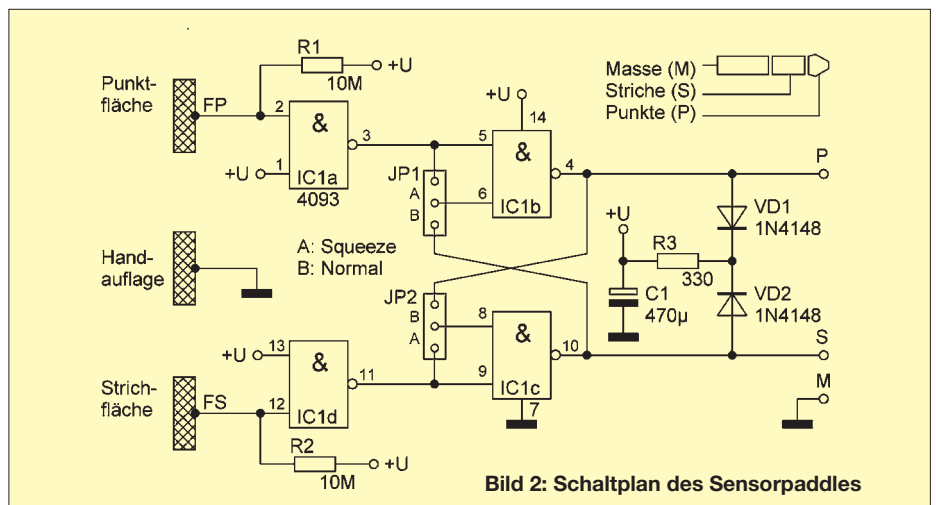 R1
+U
10M
Punkt-
fläche
FP
2
&
3
+U
1
IC1a
4093
+U
14
5
&
4
JP1
A
6
B
IC1b
Masse (M)
Striche (S)
Punkte (P)
P
VD1
1N4148
+U
R3
330
C1
470µ
VD2
1N4148
Hand-
auflage
A: Squeeze
B: Normal
JP2
B
8
A
&
10
9
IC1c
7
S
M
13
+U
&
11
Strich-
fläche
FS
12
IC1d
R2
+U
10M
Bild 2: Schaltplan des Sensorpaddles